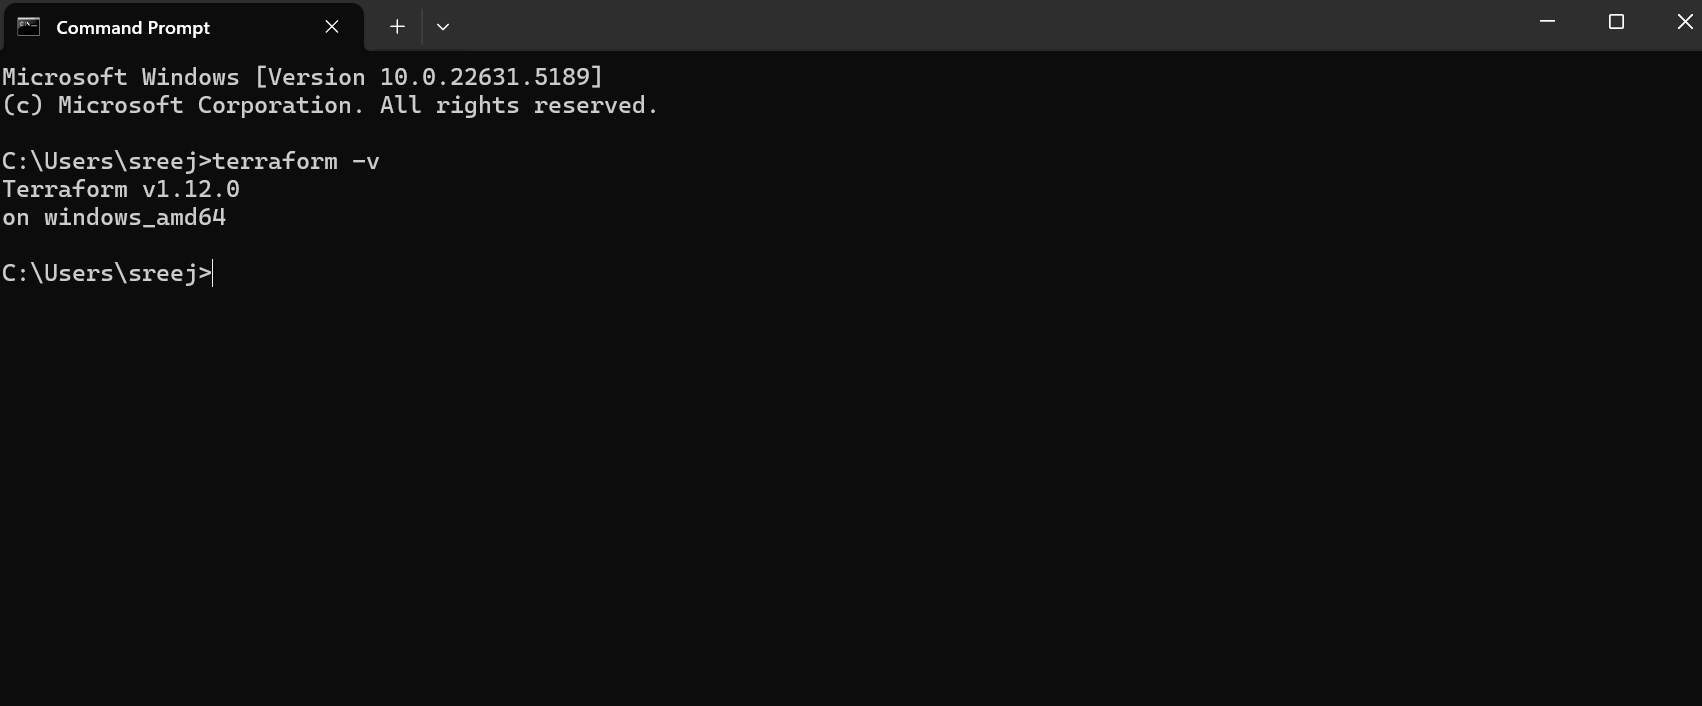 Command Prompt
Microsoft Windows [Version 10.0.22631.5189]
(c) Microsoft Corporation. All rights reserved.
C:\Users\sreej>terraform -v
Terraform v1.12.0
on windows_amd64
C:\Users\sreej>